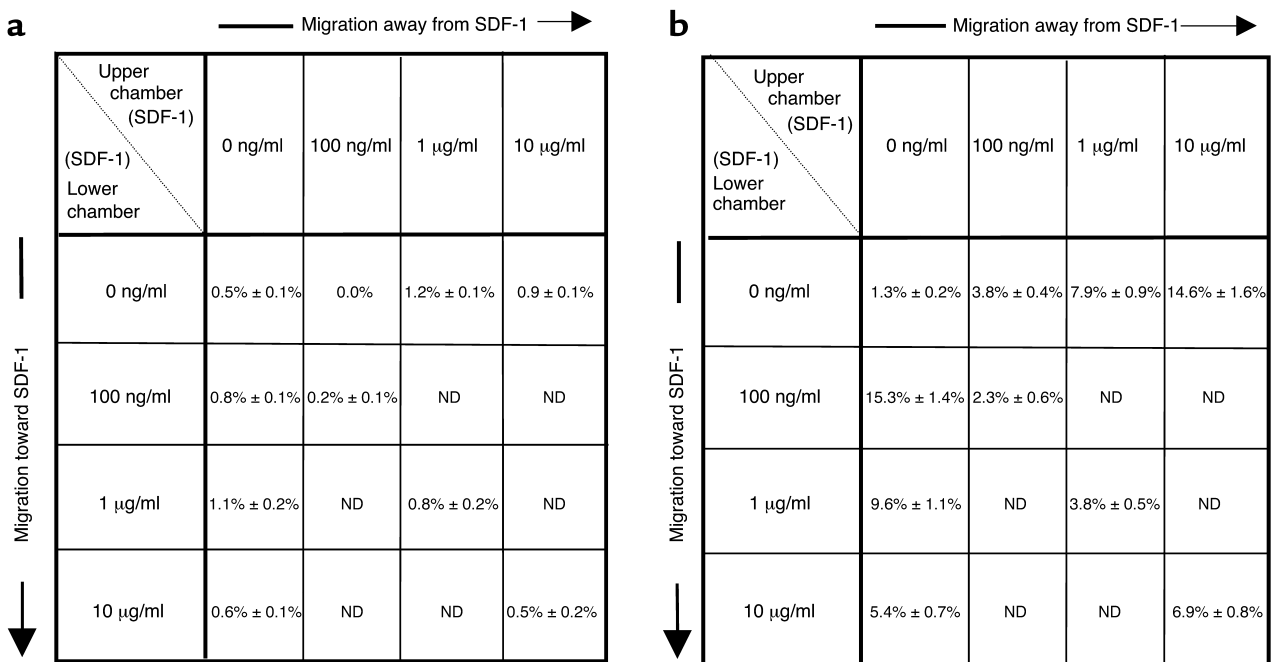 a
Migration away from SDF-1
Upper
chamber
(SDF-1)
(SDF-1)
Lower
chamber
0 ng/ml 100 ng/ml 1 μg/ml 10 μg/ml
Migration toward SDF-1
0 ng/ml 0.5% ± 0.1% 0.0% 1.2% ± 0.1% 0.9 ± 0.1%
100 ng/ml 0.8% ± 0.1% 0.2% ± 0.1% ND ND
1 μg/ml 1.1% ± 0.2% ND 0.8% ± 0.2% ND
10 μg/ml 0.6% ± 0.1% ND ND 0.5% ± 0.2%
b
Migration away from SDF-1
Upper
chamber
(SDF-1)
(SDF-1)
Lower
chamber
0 ng/ml 100 ng/ml 1 μg/ml 10 μg/ml
Migration toward SDF-1
0 ng/ml 1.3% ± 0.2% 3.8% ± 0.4% 7.9% ± 0.9% 14.6% ± 1.6%
100 ng/ml 15.3% ± 1.4% 2.3% ± 0.6% ND ND
1 μg/ml 9.6% ± 1.1% ND 3.8% ± 0.5% ND
10 μg/ml 5.4% ± 0.7% ND ND 6.9% ± 0.8%